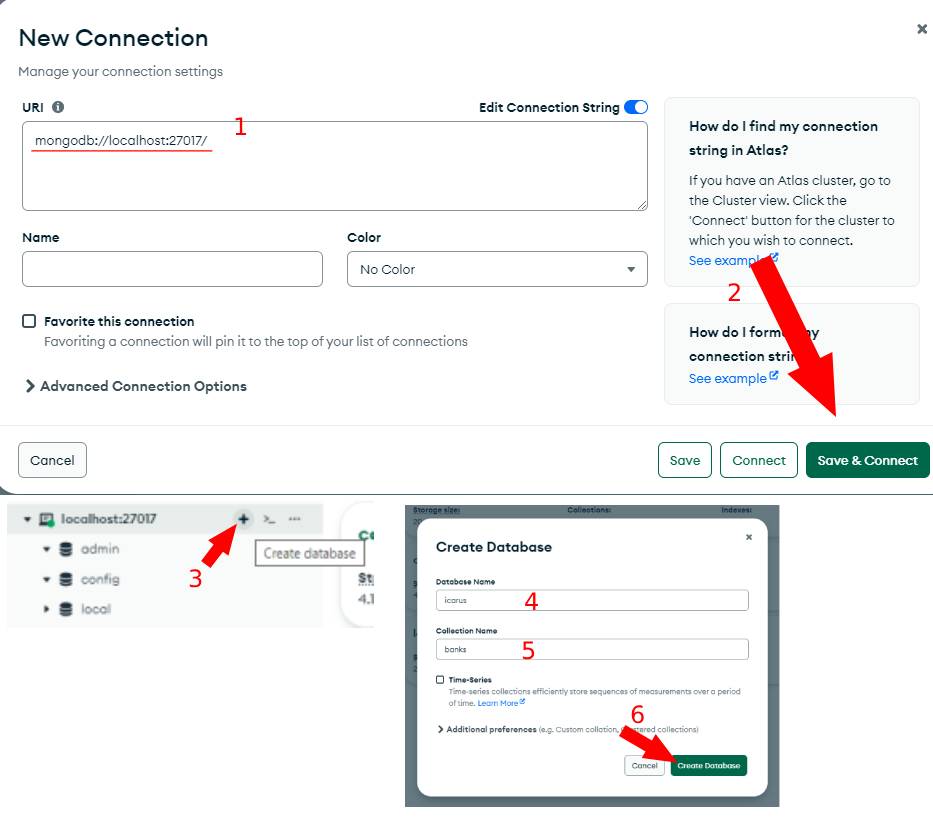 New Connection
Manage your connection settings
URI
Edit Connection String
1
mongodb://localhost:27017/
Name
Color
No Color
Favorite this connection
Favoriting a connection will pin it to the top of your list of connections
Advanced Connection Options
How do I find my connection
string in Atlas?
If you have an Atlas cluster, go to
the Cluster view. Click the
'Connect' button for the cluster to
which you wish to connect.
See example
2
How do I format my
connection string
See example
Cancel
Save
Connect
Save & Connect
localhost:27017
Create database
admin
config
local
3
4.1
Storage size:
Collections:
Indexes:
Create Database
Database Name
icarus
4
Collection Name
banks
5
Time-Series
Time-series collections efficiently store sequences of measurements over a period
of time. Learn More
6
Additional preferences (e.g. Custom collation, Clustered collections)
Cancel
Create Database